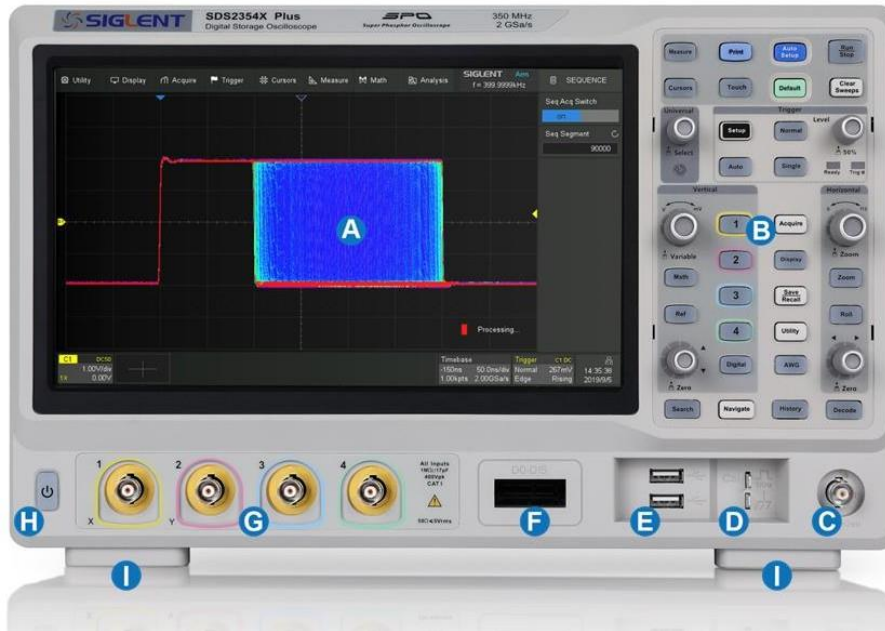 SIGLENT SDS2354X Plus
Digital Storage Oscilloscope
SPO
Super Phosphor Oscilloscope
350 MHz
2 GSa/s
Utility Display Acquire Trigger Cursors Measure Math Analysis
SIGLENT Arm
f = 399.9999kHz
SEQUENCE
Seq Acq Switch
on
Seq Segment
90000
A
Processing...
C1 DC50
1.00V/div
1X 0.00V
Timebase
-150ns 50.0ns/div
1.00kpts 2.00GSa/s
Trigger C1 DC
Normal 267mV
Edge Rising
14:35:36
2019/9/5
Measure Print Auto Setup Run Stop
Cursors Touch Default Clear Sweeps
Universal
Select
Trigger
Setup Normal
Auto Single
Level
50%
Ready Trig'd
Vertical
Horizontal
V mV
Variable
1 B Acquire
2 Display
3 Save Recall
4 Utility
Zoom
Math Zoom
Ref Roll
Digital AWG
Zero
Zero
Search Navigate History Decode
1 2 3 4
X Y
All Inputs
400Vpk
CAT I
H G F E D C
I I